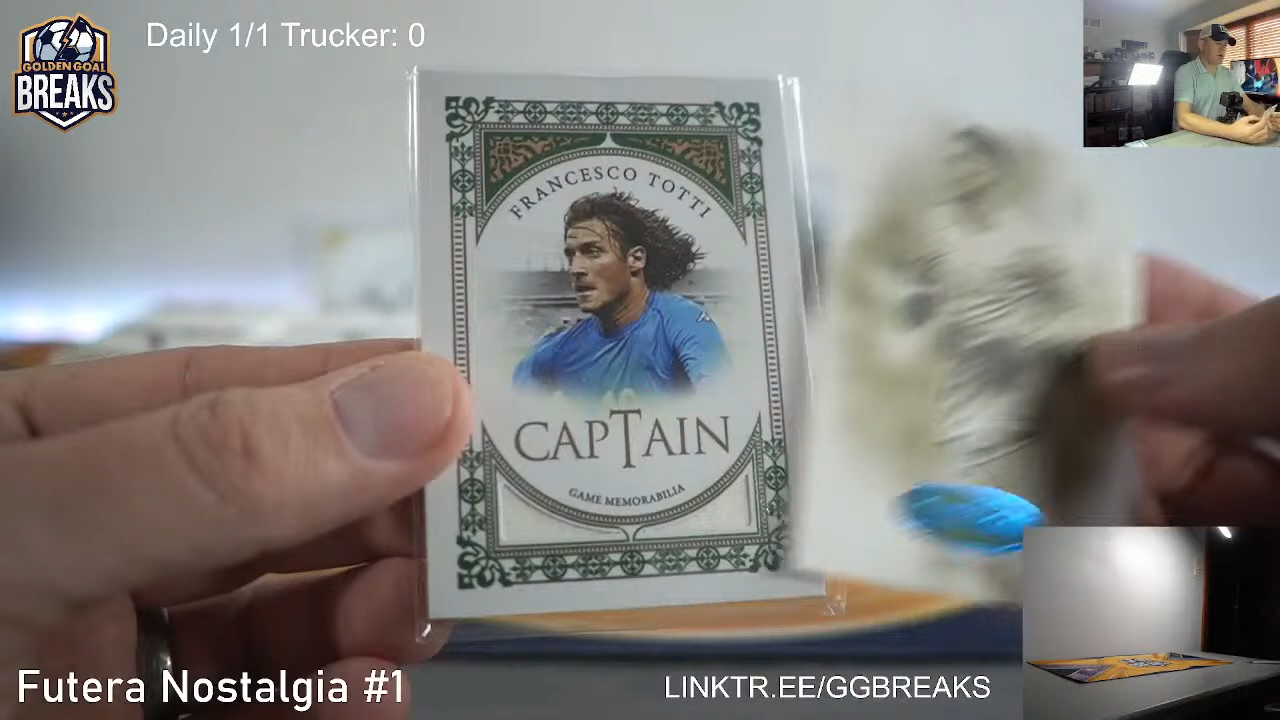 GOLDEN GOAL
BREAKS
Daily 1/1 Trucker: 0
FRANCESCO TOTTI
CAPTAIN
GAME MEMORABILIA
Futera Nostalgia #1
LINKTR.EE/GGBREAKS